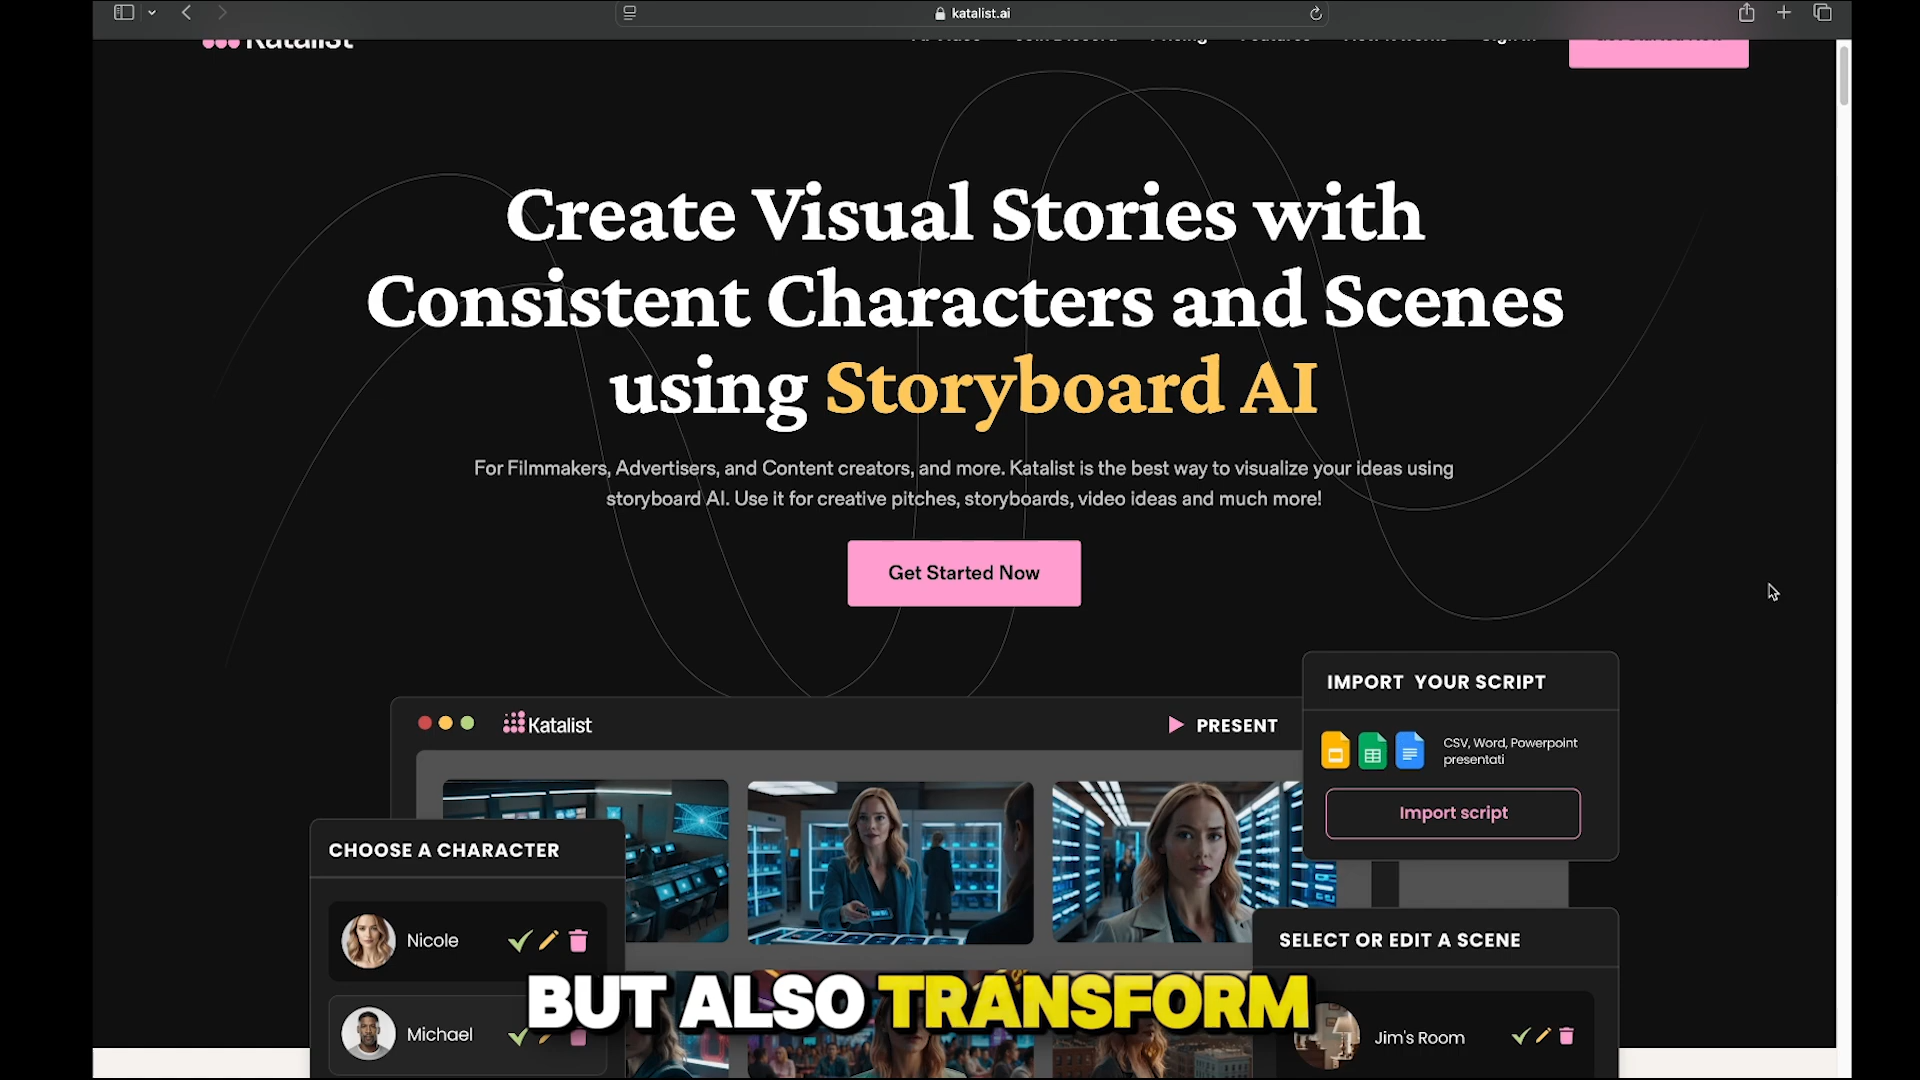 katalist.ai
Katalist
Create Visual Stories with
Consistent Characters and Scenes
using Storyboard AI
For Filmmakers, Advertisers, and Content creators, and more. Katalist is the best way to visualize your ideas using
storyboard AI. Use it for creative pitches, storyboards, video ideas and much more!
Get Started Now
Katalist
PRESENT
IMPORT YOUR SCRIPT
CSV, Word, Powerpoint
presentati
Import script
CHOOSE A CHARACTER
Nicole
Michael
SELECT OR EDIT A SCENE
Jim's Room
BUT ALSO TRANSFORM